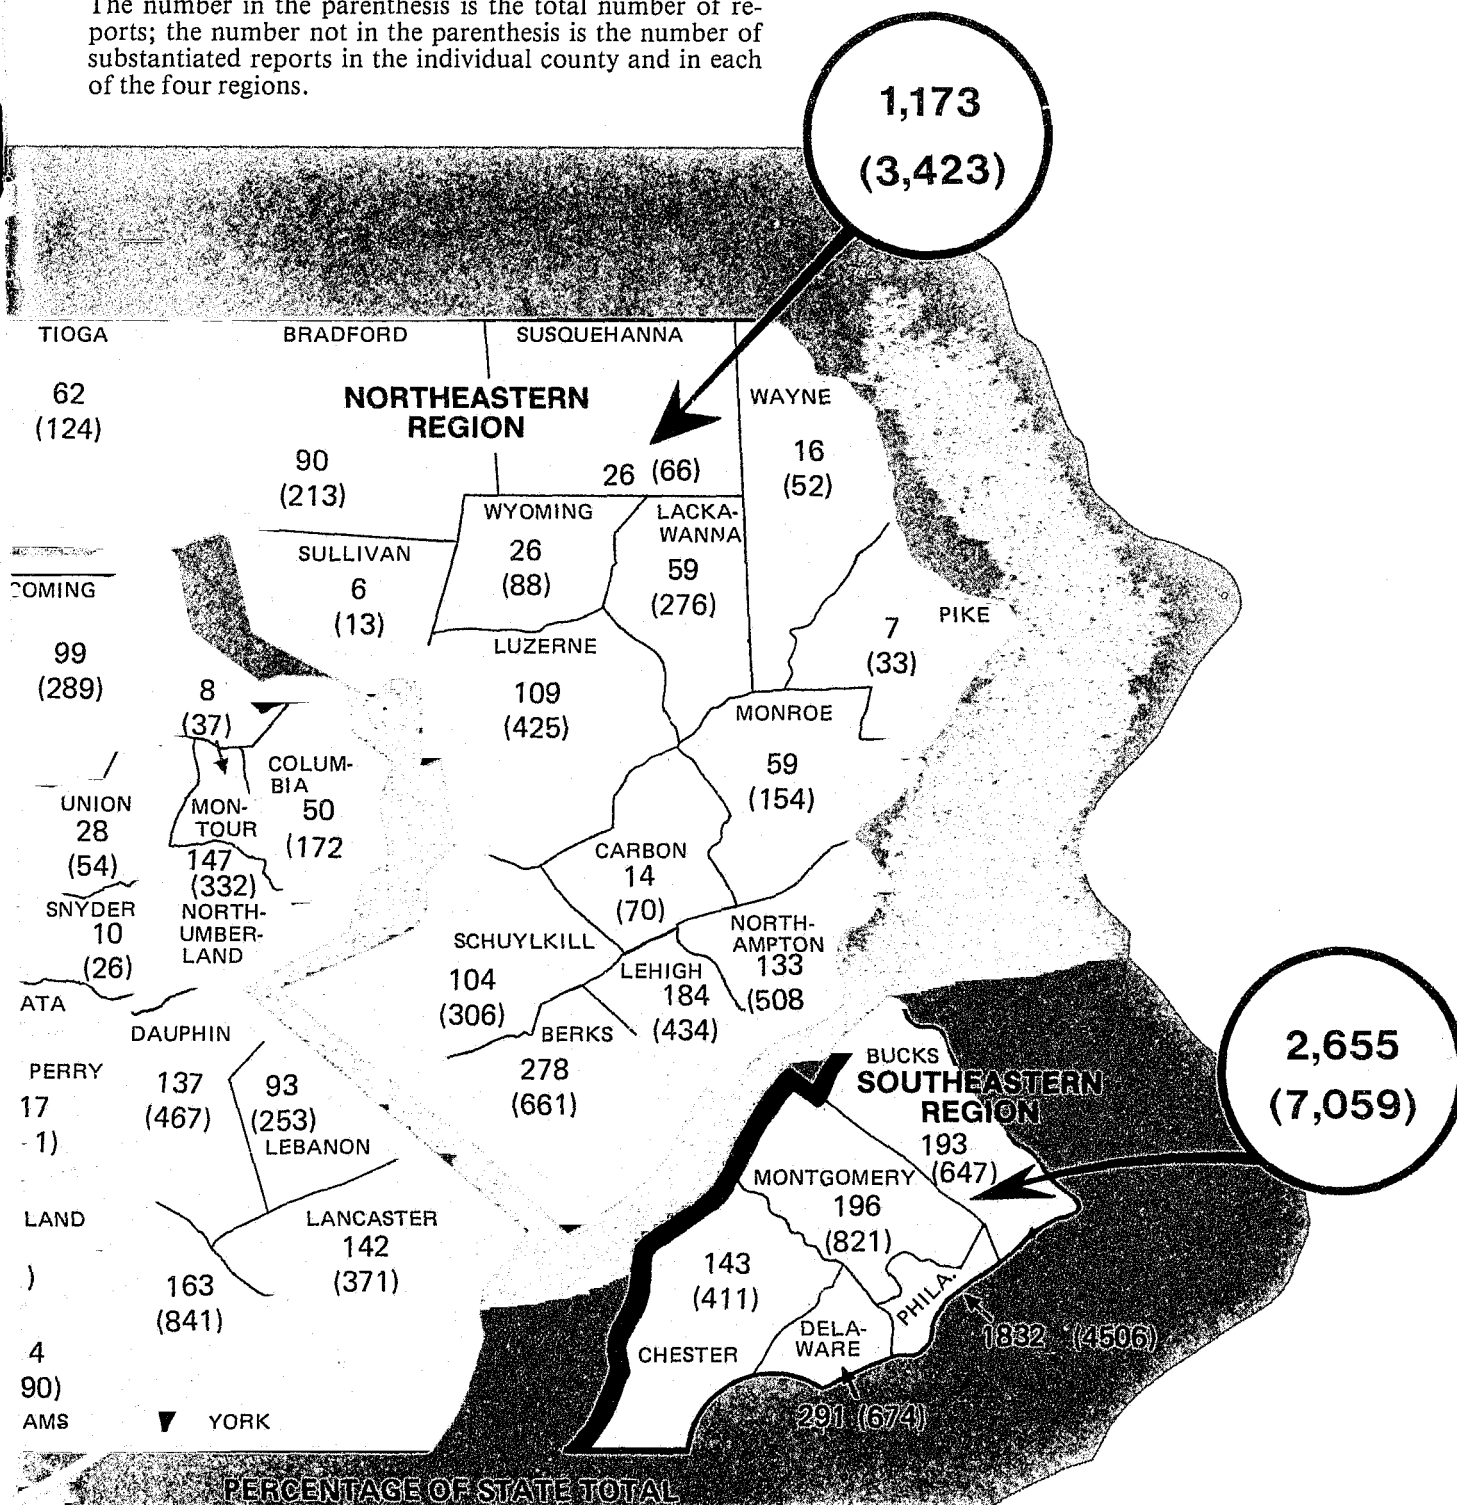 The number in the parenthesis is the total number of re-
ports; the number not in the parenthesis is the number of
substantiated reports in the individual county and in each
of the four regions.
1,173
(3,423)
TIOGA
62
(124)
BRADFORD
90
(213)
SUSQUEHANNA
26 (66)
NORTHEASTERN
REGION
WAYNE
16
(52)
WYOMING
26
(88)
LACKA-
WANNA
59
(276)
SULLIVAN
6
(13)
COMING
99
(289)
PIKE
7
(33)
LUZERNE
109
(425)
8
(37)
MONROE
59
(154)
COLUM-
BIA
50
(172
UNION
28
(54)
MON-
TOUR
147
(332)
NORTH-
UMBER-
LAND
CARBON
14
(70)
SNYDER
10
(26)
SCHUYLKILL
104
(306)
NORTH-
AMPTON
133
(508
LEHIGH
184
(434)
ATA
DAUPHIN
137
(467)
BERKS
278
(661)
2,655
(7,059)
BUCKS
SOUTHEASTERN
REGION
193
(647)
PERRY
17
1)
93
(253)
LEBANON
MONTGOMERY
196
(821)
LAND
)
LANCASTER
142
(371)
163
(841)
143
(411)
CHESTER
PHILA.
1832 (4506)
DELA-
WARE
291 (674)
4
90)
AMS
YORK
PERCENTAGE OF STATE TOTAL